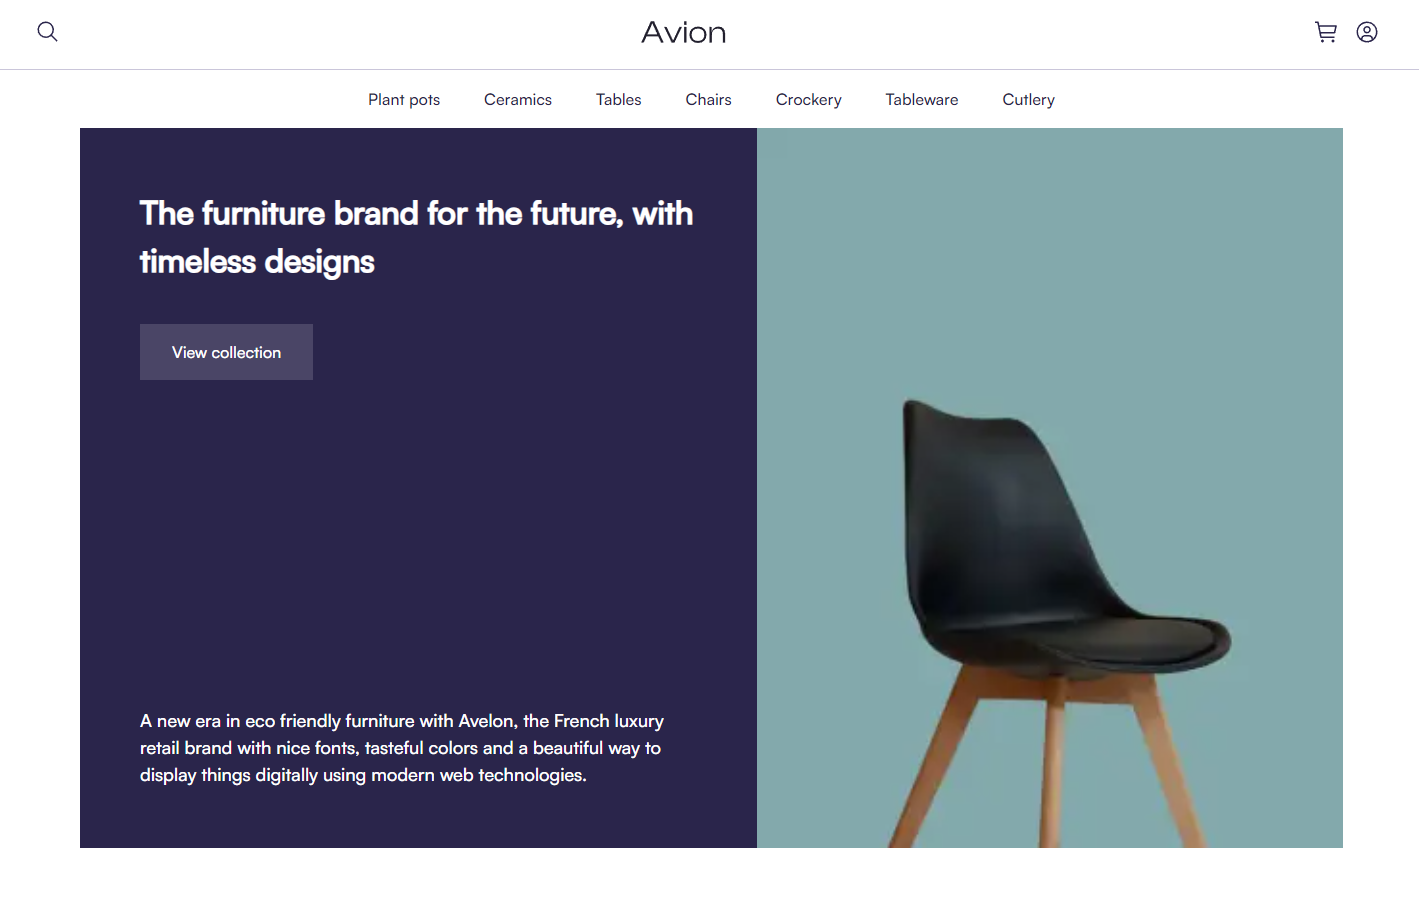 Avion
Plant pots Ceramics Tables Chairs Crockery Tableware Cutlery
The furniture brand for the future, with
timeless designs
View collection
A new era in eco friendly furniture with Avelon, the French luxury
retail brand with nice fonts, tasteful colors and a beautiful way to
display things digitally using modern web technologies.